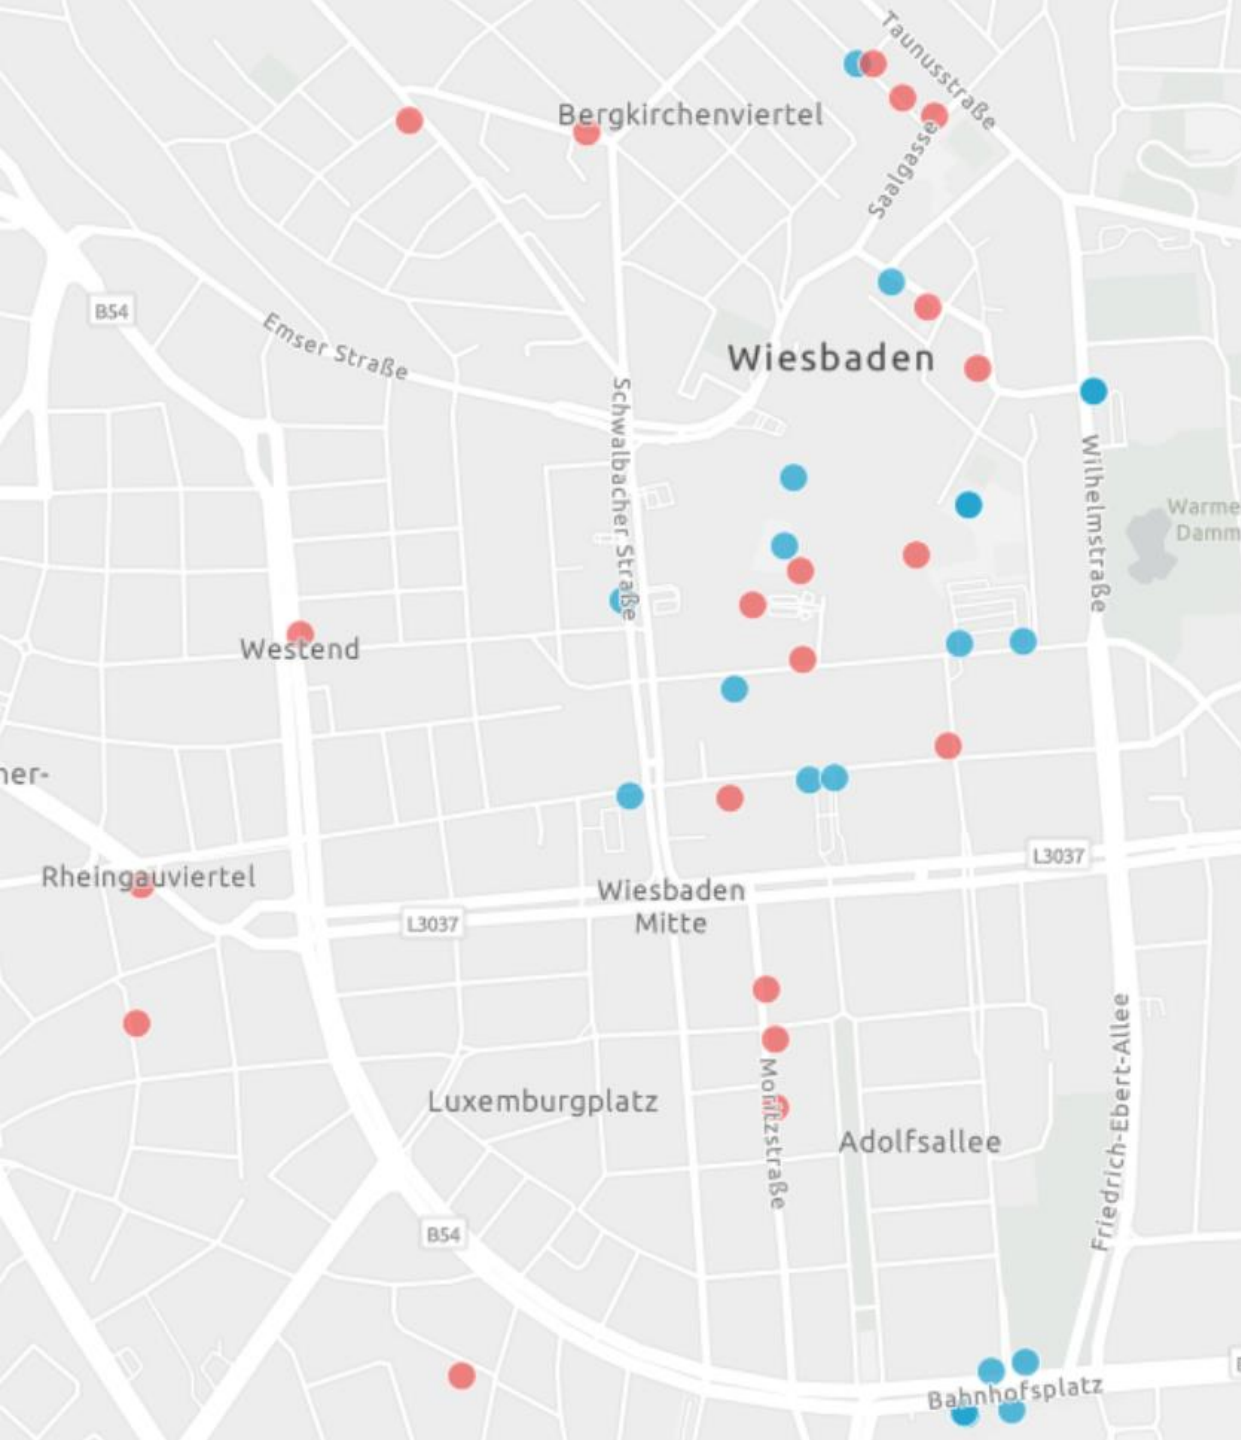 Taunusstraße
Bergkirchenviertel
Saalgasse
B54
Emser Straße
Wiesbaden
Schwalbacher Straße
Wilhelmstraße
Warme
Damm
Westend
ner-
Rheingauviertel
L3037
Wiesbaden
Mitte
L3037
Moritzstraße
Friedrich-Ebert-Allee
Luxemburgplatz
Adolfsallee
B54
Bahnhofsplatz